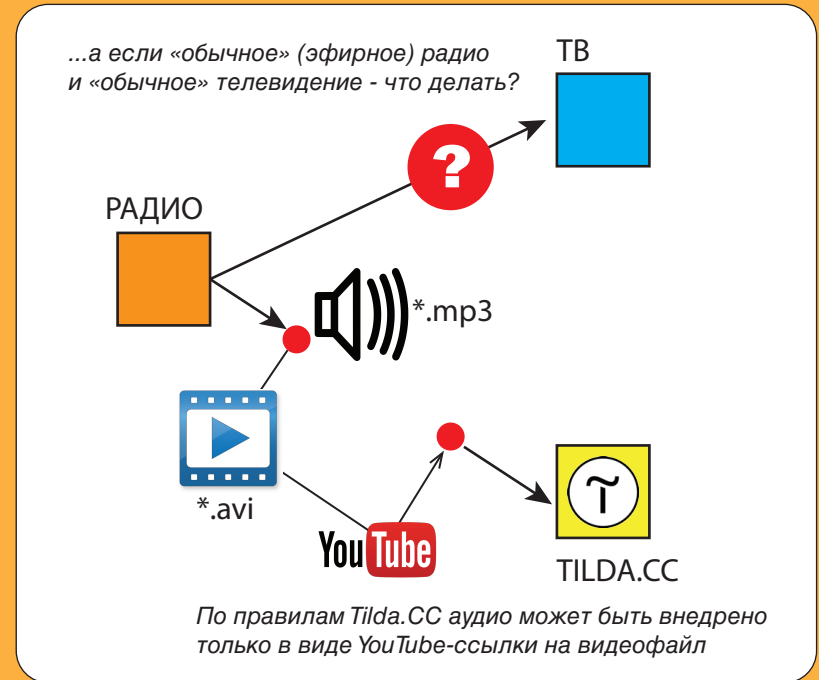 ...а если «обычное» (эфирное) радио
и «обычное» телевидение - что делать?
ТВ
?
РАДИО
*.mp3
*.avi
YouTube
TILDA.CC
По правилам Tilda.CC аудио может быть внедрено
только в виде YouTube-ссылки на видеофайл